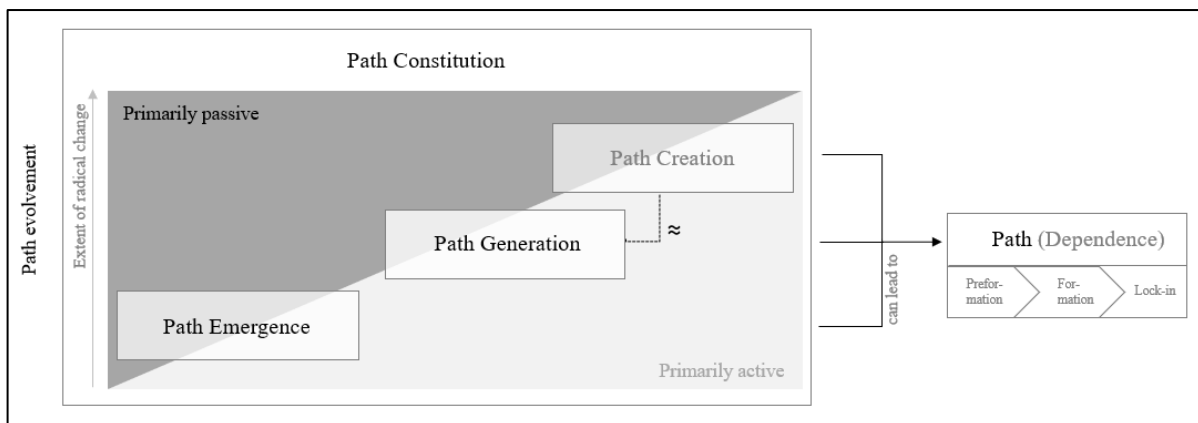 Path Constitution
Path evolvement
Extent of radical change
Primarily passive
Path Creation
≈
Path Generation
Path Emergence
Primarily active
can lead to
Path (Dependence)
Prefor-
mation
For-
mation
Lock-in